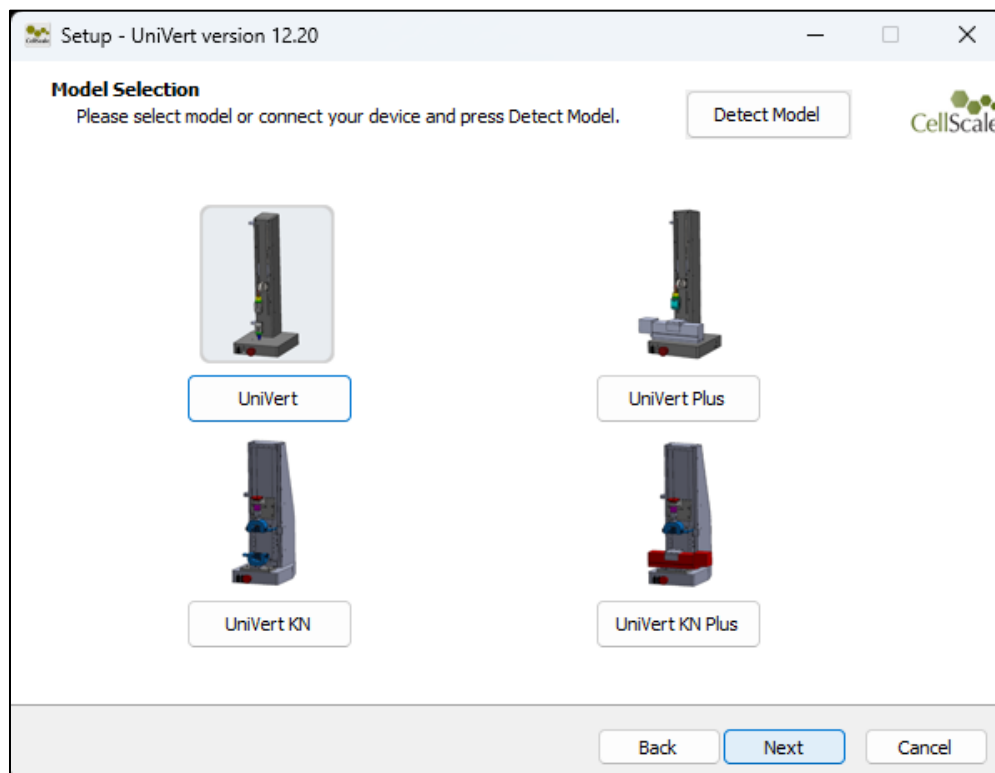 Setup - UniVert version 12.20
Model Selection
Please select model or connect your device and press Detect Model.
Detect Model
CellScale
UniVert
UniVert Plus
UniVert KN
UniVert KN Plus
Back
Next
Cancel